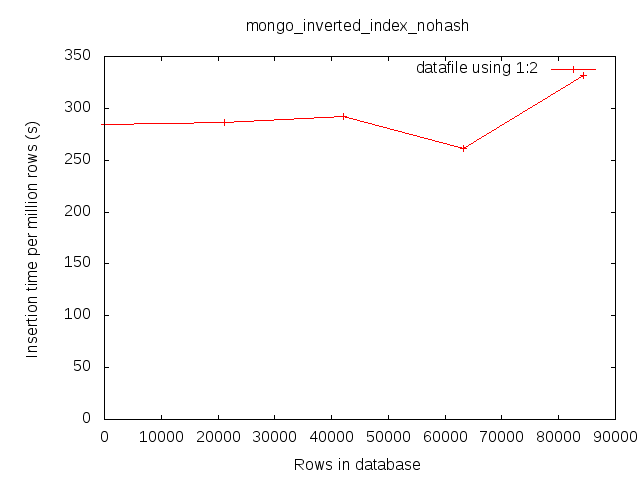 mongo_inverted_index_nohash
datafile using 1:2
350
300
250
200
150
100
50
0
Insertion time per million rows (s)
0 10000 20000 30000 40000 50000 60000 70000 80000 90000
Rows in database